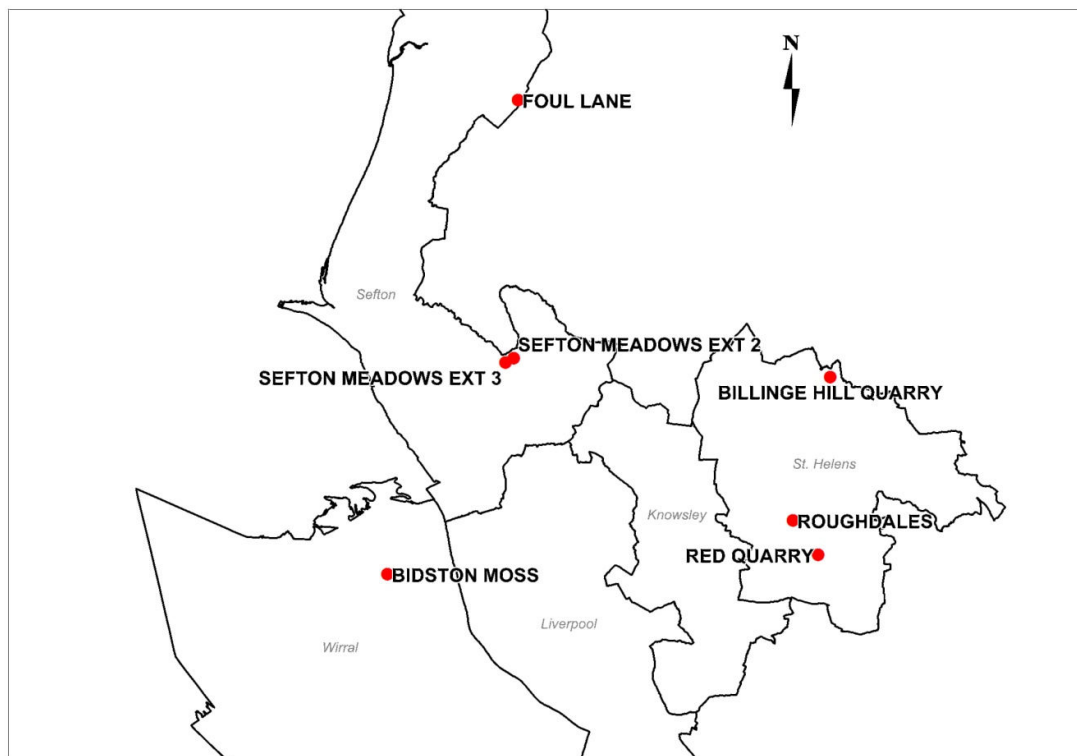 N
FOUL LANE
Sefton
SEFTON MEADOWS EXT 2
SEFTON MEADOWS EXT 3
BILLINGE HILL QUARRY
St. Helens
Knowsley
ROUGHDALES
RED QUARRY
BIDSTON MOSS
Liverpool
Wirral